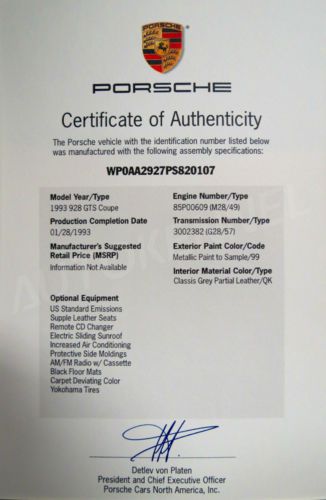 PORSCHE
Certificate of Authenticity
The Porsche vehicle with the identification number listed below
was manufactured with the following assembly specifications:
WP0AA2927PS820107
Model Year/Type
1993 928 GTS Coupe
Production Completion Date
01/28/1993
Manufacturer's Suggested
Retail Price (MSRP)
Information Not Available
Engine Number/Type
85P00609 (M28/49)
Transmission Number/Type
3002382 (G28/57)
Exterior Paint Color/Code
Metallic Paint to Sample/99
Interior Material Color/Type
Classis Grey Partial Leather/QK
Optional Equipment
US Standard Emissions
Supple Leather Seats
Remote CD Changer
Electric Sliding Sunroof
Increased Air Conditioning
Protective Side Moldings
AM/FM Radio w/ Cassette
Black Floor Mats
Carpet Deviating Color
Yokohama Tires
Detlev von Platen
President and Chief Executive Officer
Porsche Cars North America, Inc.